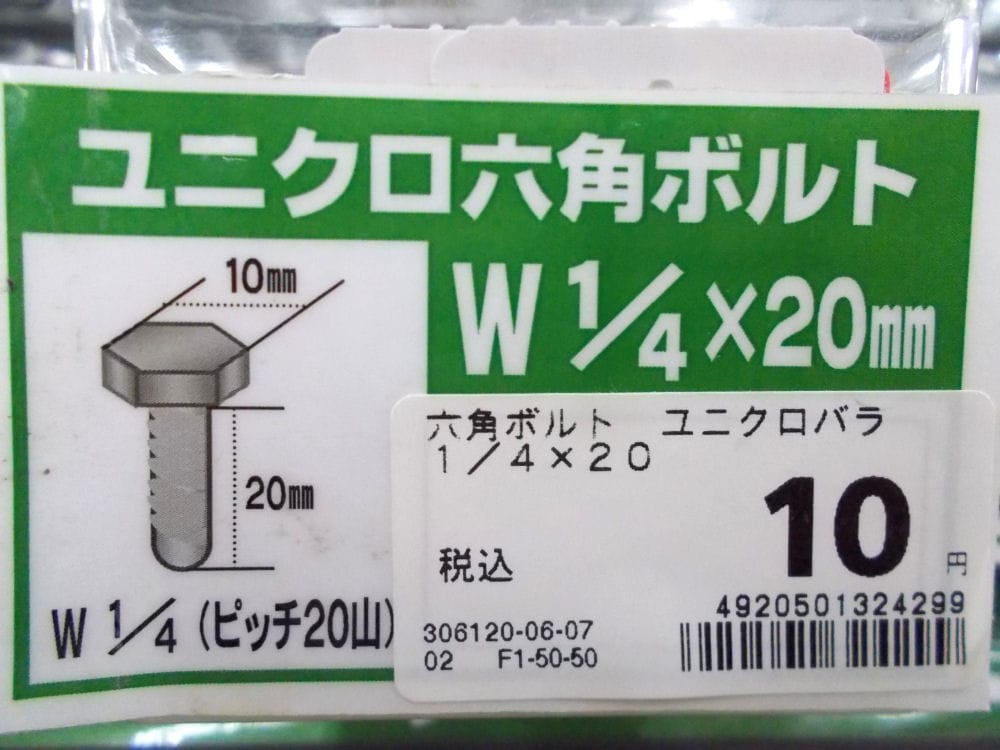 ユニクロ六角ボルト
W 1/4×20mm
10mm
20mm
W 1/4(ピッチ20山)
六角ボルト ユニクロバラ
1/4×20
10円
税込
4920501324299
306120-06-07
02 F1-50-50